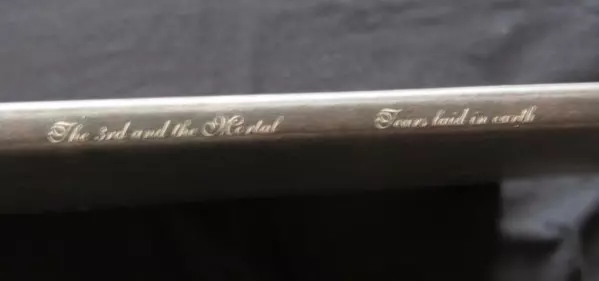 The 3rd and the Mortal Tears laid in earth